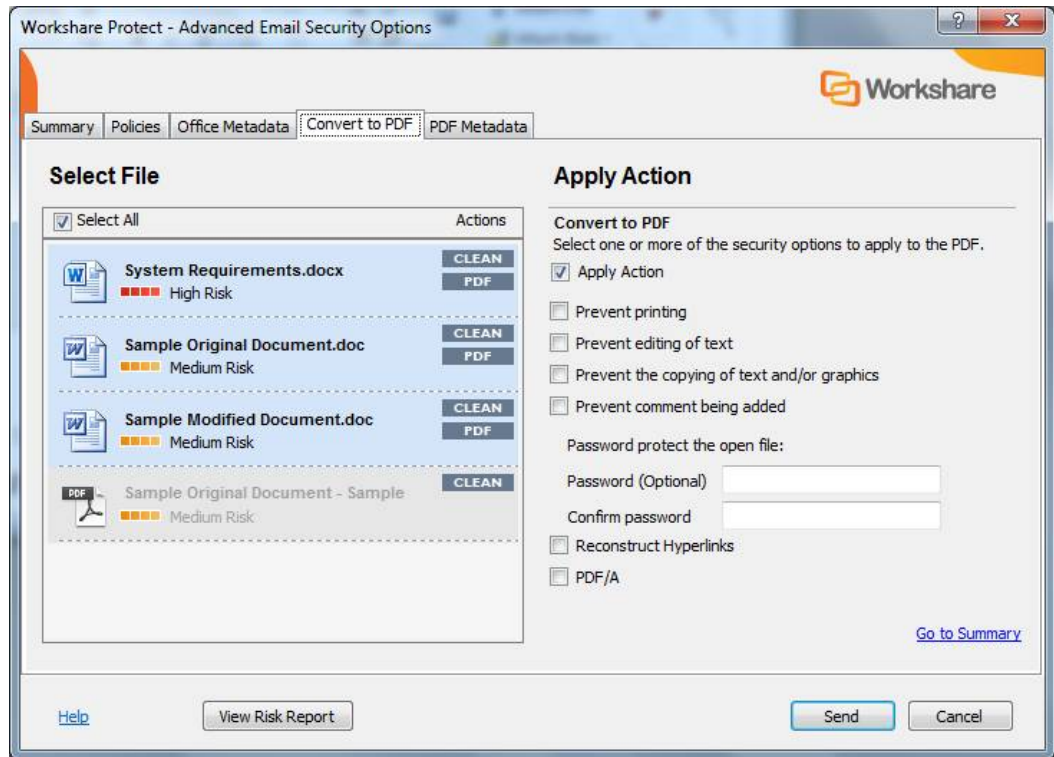 Workshare Protect - Advanced Email Security Options
Workshare
Summary
Policies
Office Metadata
Convert to PDF
PDF Metadata
Select File
Select All
Actions
System Requirements.docx
High Risk
CLEAN
PDF
Sample Original Document.doc
Medium Risk
CLEAN
PDF
Sample Modified Document.doc
Medium Risk
CLEAN
PDF
PDF
Sample Original Document - Sample
Medium Risk
CLEAN
Apply Action
Convert to PDF
Select one or more of the security options to apply to the PDF.
Apply Action
Prevent printing
Prevent editing of text
Prevent the copying of text and/or graphics
Prevent comment being added
Password protect the open file:
Password (Optional)
Confirm password
Reconstruct Hyperlinks
PDF/A
Go to Summary
Help
View Risk Report
Send
Cancel